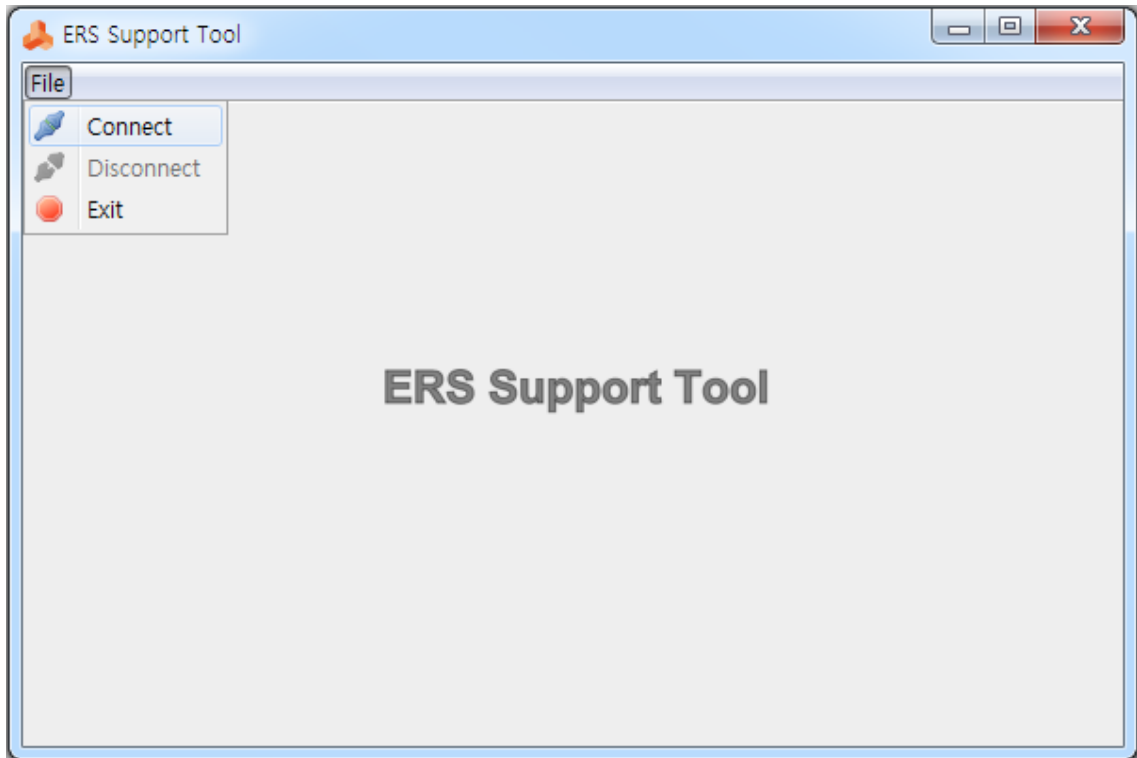 ERS Support Tool
File
Connect
Disconnect
Exit
ERS Support Tool